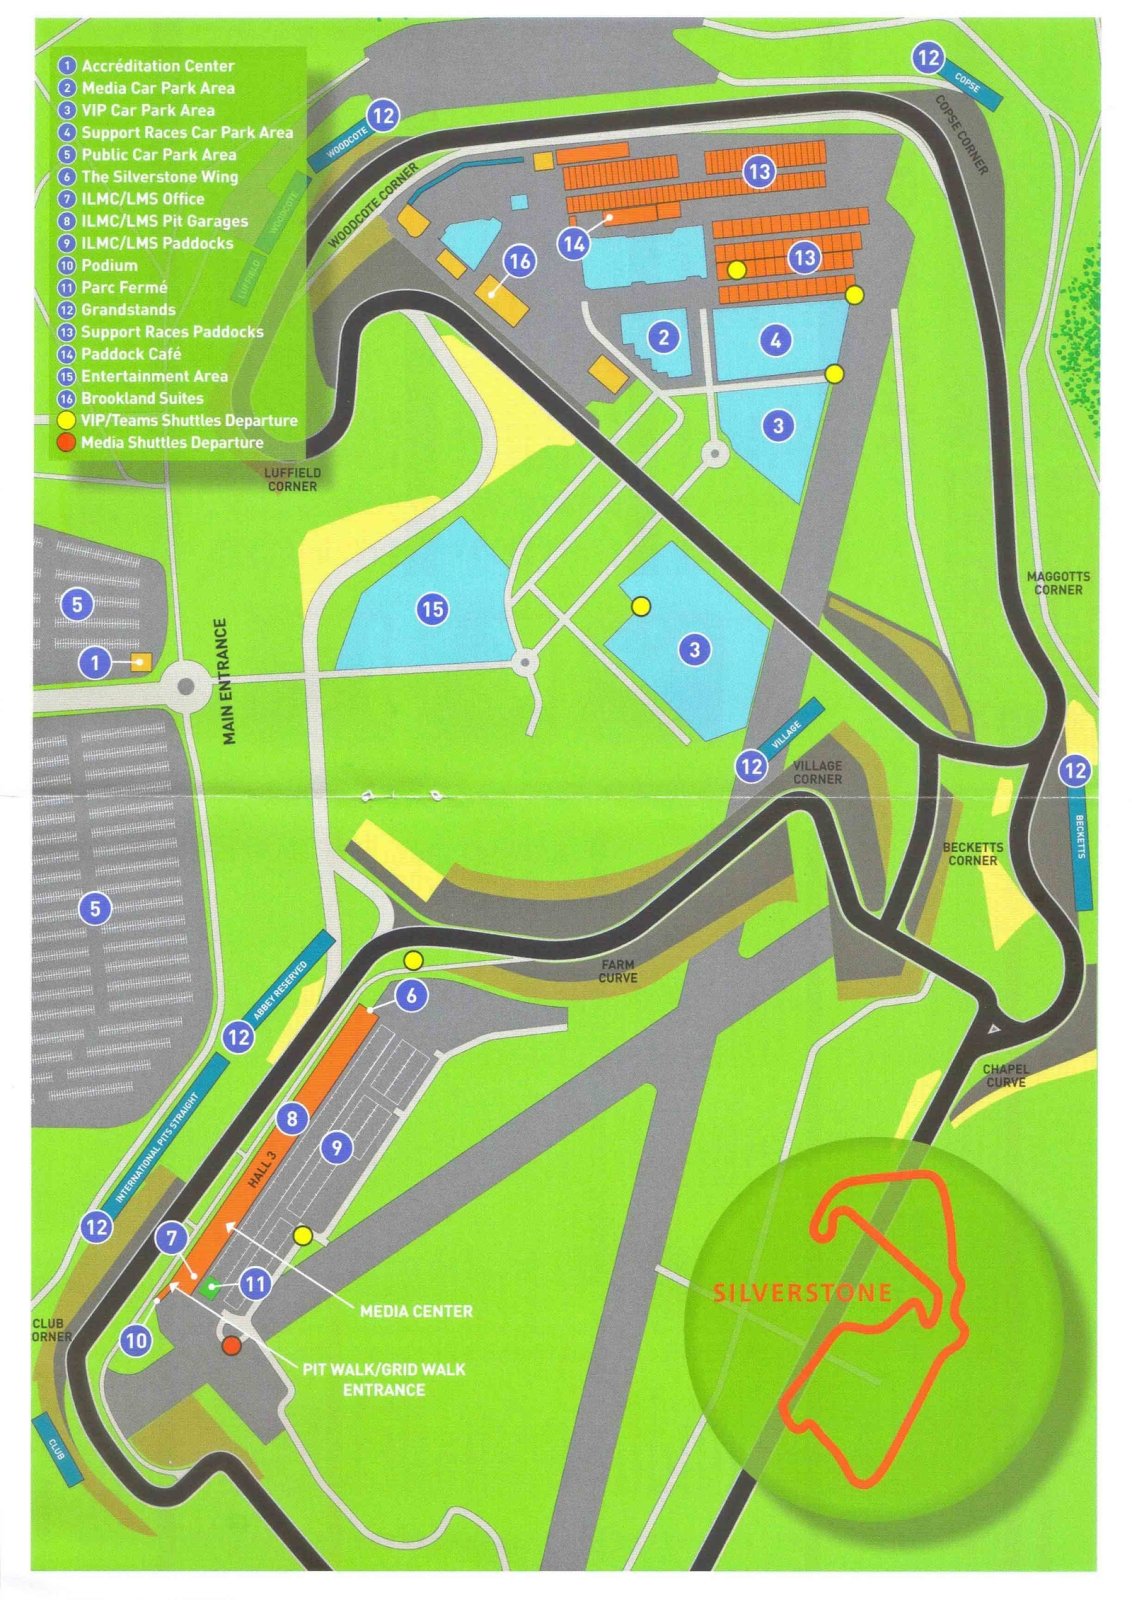 1 Accréditation Center
2 Media Car Park Area
3 VIP Car Park Area
4 Support Races Car Park Area
5 Public Car Park Area
6 The Silverstone Wing
7 ILMC/LMS Office
8 ILMC/LMS Pit Garages
9 ILMC/LMS Paddocks
10 Podium
11 Parc Fermé
12 Grandstands
13 Support Races Paddocks
14 Paddock Café
15 Entertainment Area
16 Brookland Suites
VIP/Teams Shuttles Departure
Media Shuttles Departure
12
COPSE
COPSE CORNER
12
WOODCOTE
WOODCOTE
LUFFIELD
WOODCOTE CORNER
13
14
16
13
2
4
3
LUFFIELD
CORNER
MAGGOTTS
CORNER
5
15
3
1
MAIN ENTRANCE
VILLAGE
12
VILLAGE
CORNER
12
BECKETTS
BECKETTS
CORNER
5
FARM
CURVE
ABBEY RESERVED
12
6
CHAPEL
CURVE
INTERNATIONAL PITS STRAIGHT
12
8
9
HALL 3
7
11
10
MEDIA CENTER
PIT WALK/GRID WALK
ENTRANCE
CLUB
ORNER
CLUB
SILVERSTONE